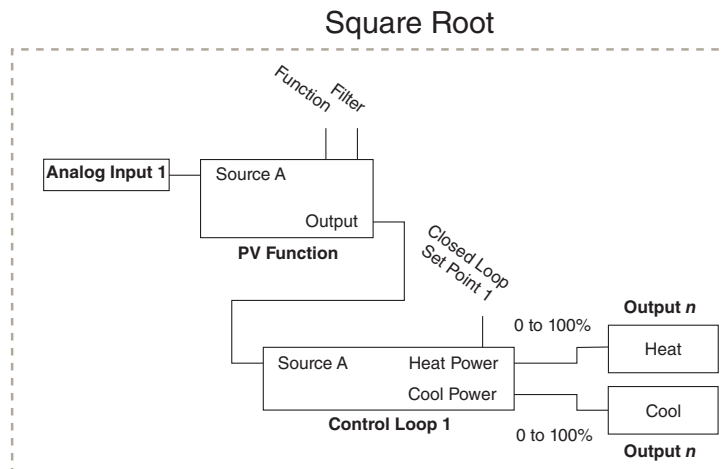 Square Root
Function
Filter
Analog Input 1
Source A
Output
PV Function
Closed Loop
Set Point 1
Output n
0 to 100%
Source A
Heat Power
Heat
Cool Power
Cool
Control Loop 1
0 to 100%
Output n